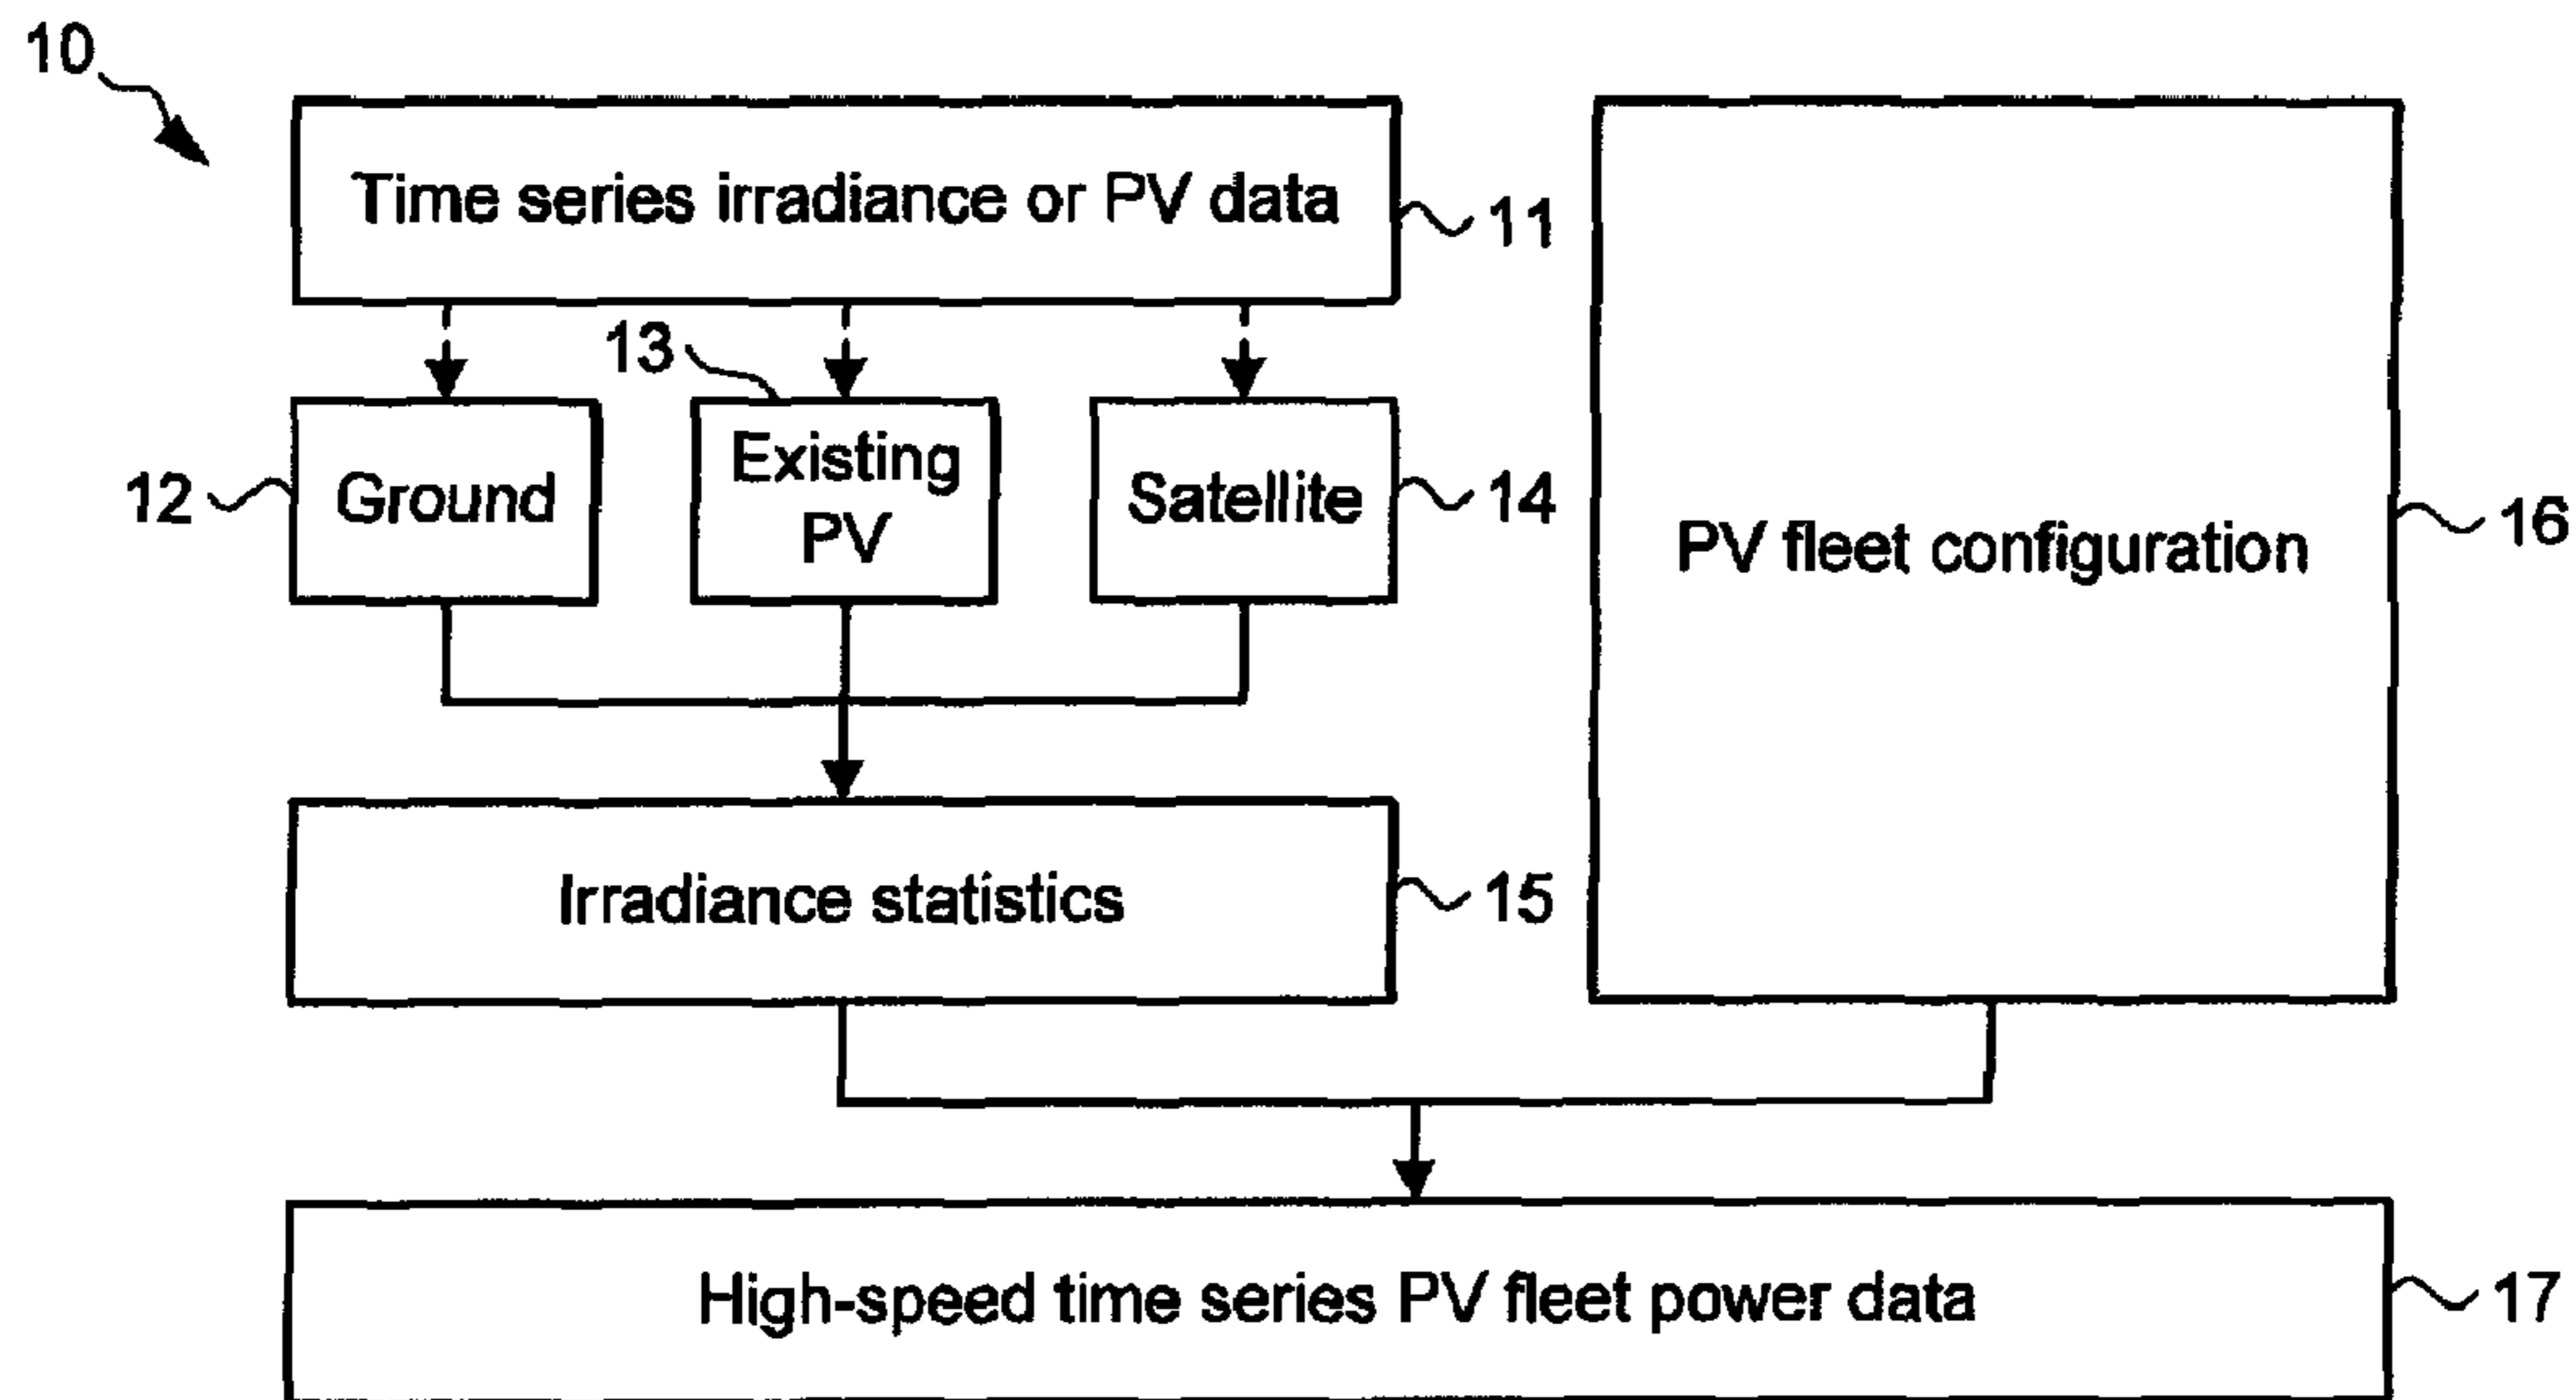 10
Time series irradiance or PV data
11
13
12
Ground
Existing
PV
Satellite
14
PV fleet configuration
16
Irradiance statistics
15
High-speed time series PV fleet power data
17